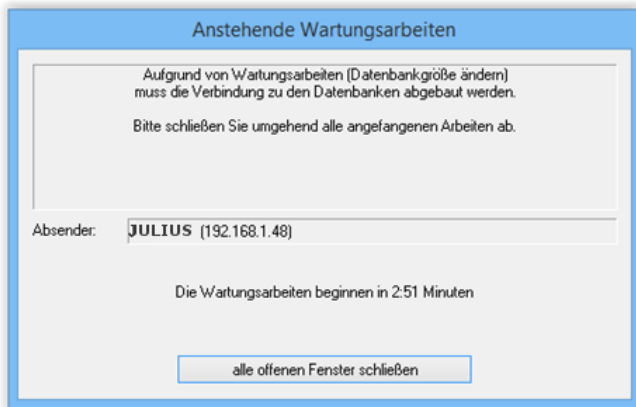 Anstehende Wartungsarbeiten
Aufgrund von Wartungsarbeiten (Datenbankgröße ändern)
muss die Verbindung zu den Datenbanken abgebaut werden.
Bitte schließen Sie umgehend alle angefangenen Arbeiten ab.
Absender: JULIUS (192.168.1.48)
Die Wartungsarbeiten beginnen in 2:51 Minuten
alle offenen Fenster schließen